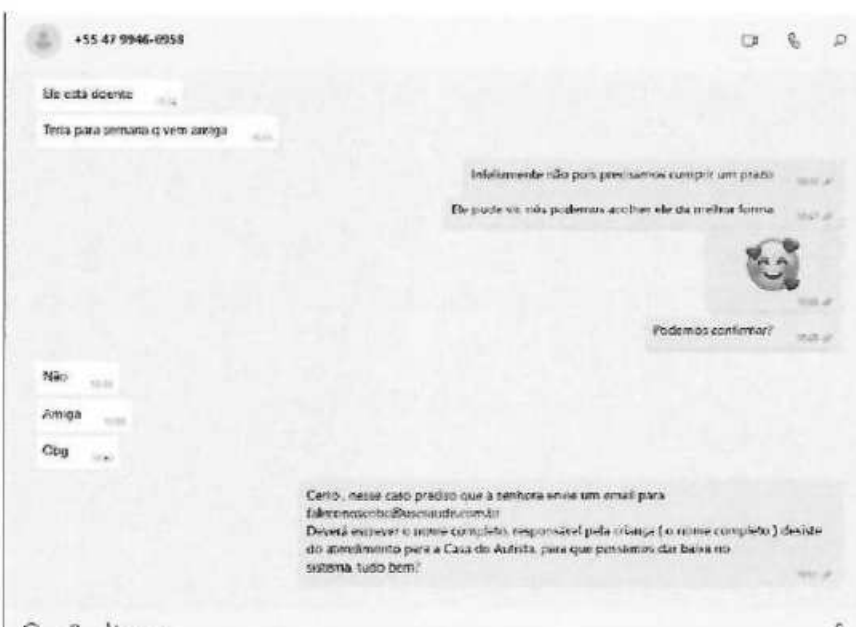 +55 47 9946-6958
Ele está doente
Teria para semana q vem amiga
Infelizmente não pois precisamos cumprir um prazo
Ele pode vir, nós podemos acolher ele da melhor forma
Podemos confirmar?
Não
Amiga
Obg
Certo, nesse caso preciso que a senhora envie um email para
Deverá escrever o nome completo, responsável pela criança ( o nome completo ) desiste
do atendimento para a Casa do Autista, para que possamos dar baixa no
sistema, tudo bem?